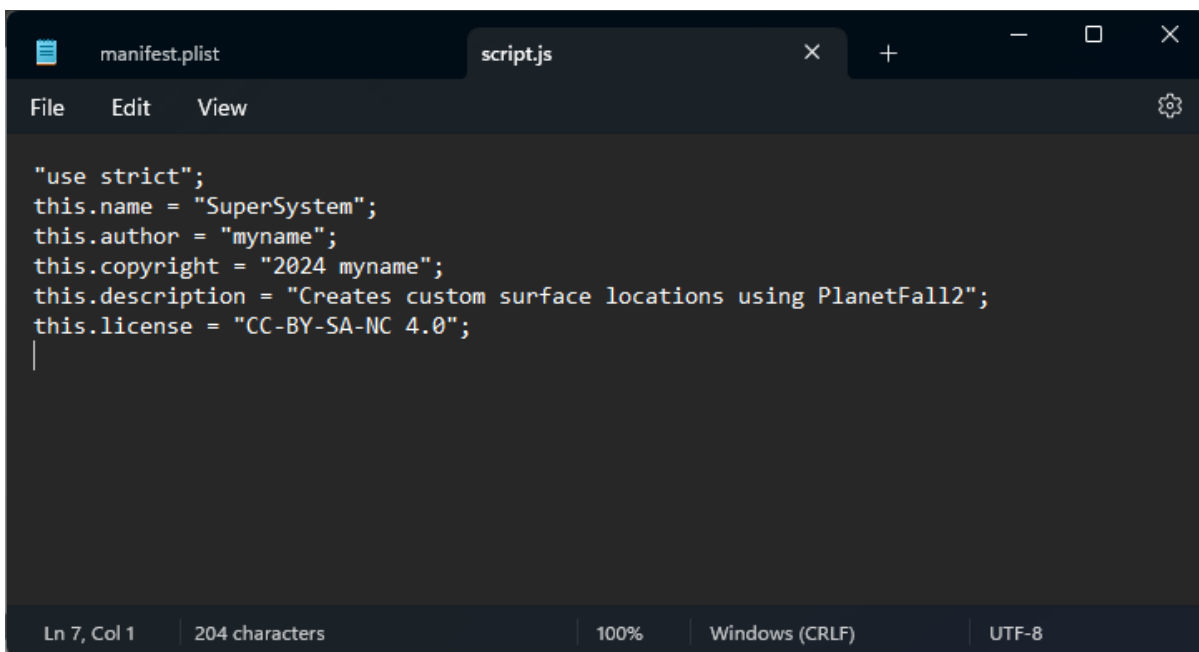 manifest.plist script.js
File Edit View
"use strict";
this.name = "SuperSystem";
this.author = "myname";
this.copyright = "2024 myname";
this.description = "Creates custom surface locations using PlanetFall2";
this.license = "CC-BY-SA-NC 4.0";
Ln 7, Col 1 204 characters 100% Windows (CRLF) UTF-8